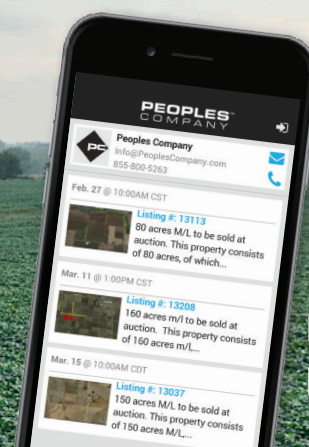 PEOPLES™
COMPANY
PC
Peoples Company
Info@PeoplesCompany.com
855-800-5263
Feb. 27 @ 10:00AM CST
Listing #: 13113
80 acres M/L to be sold at
auction. This property consists
of 80 acres, of which...
Mar. 11 @ 1:00PM CST
Listing #: 13208
160 acres m/l to be sold at
auction. This property consists
of 160 acres m/l,...
Mar. 15 @ 10:00AM CDT
Listing #: 13037
150 acres M/L to be sold at
auction. This property consists
of 150 acres M/L,...